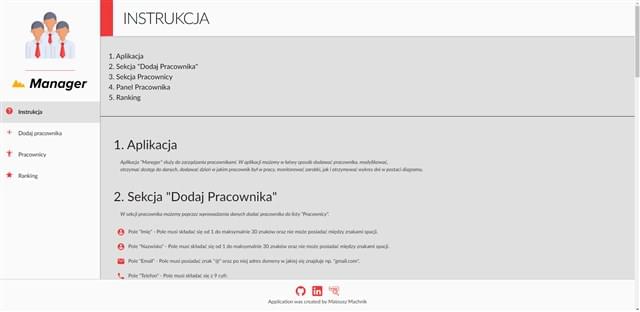 Manager
Instrukcja
Dodaj pracownika
Pracownicy
Ranking
INSTRUKCJA
1. Aplikacja
2. Sekcja "Dodaj Pracownika"
3. Sekcja Pracownicy
4. Panel Pracownika
5. Ranking
1. Aplikacja
Aplikacja "Manager" służy do zarządzania pracownikami. W aplikacji możemy w łatwy sposób dodawać pracownika, modyfikować,
otrzymać dostęp do danych, dodawać dzień w jakim pracownik był w pracy, monitorować zarobki, jak i otrzymywać wykres dni w postaci diagramu.
2. Sekcja "Dodaj Pracownika"
W sekcji pracownika możemy poprzez wprowadzenia danych dodać pracownika do listy "Pracownicy".
Pole "Imię" - Pole musi składać się od 1 do maksymalnie 30 znaków oraz nie może posiadać między znakami spacji.
Pole "Nazwisko" - Pole musi składać się od 1 do maksymalnie 30 znaków oraz nie może posiadać między znakami spacji.
Pole "Email" - Pole musi posiadać znak "@" oraz po niej adres domeny w jakiej się znajduje np. "gmail.com".
Pole "Telefon" - Pole musi składać się z 9 cyfr.
Application was created by Mateusz Machnik